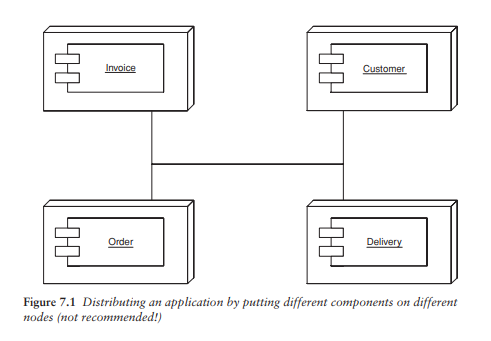 Invoice
Customer
Order
Delivery
Figure 7.1 Distributing an application by putting different components on different
nodes (not recommended!)